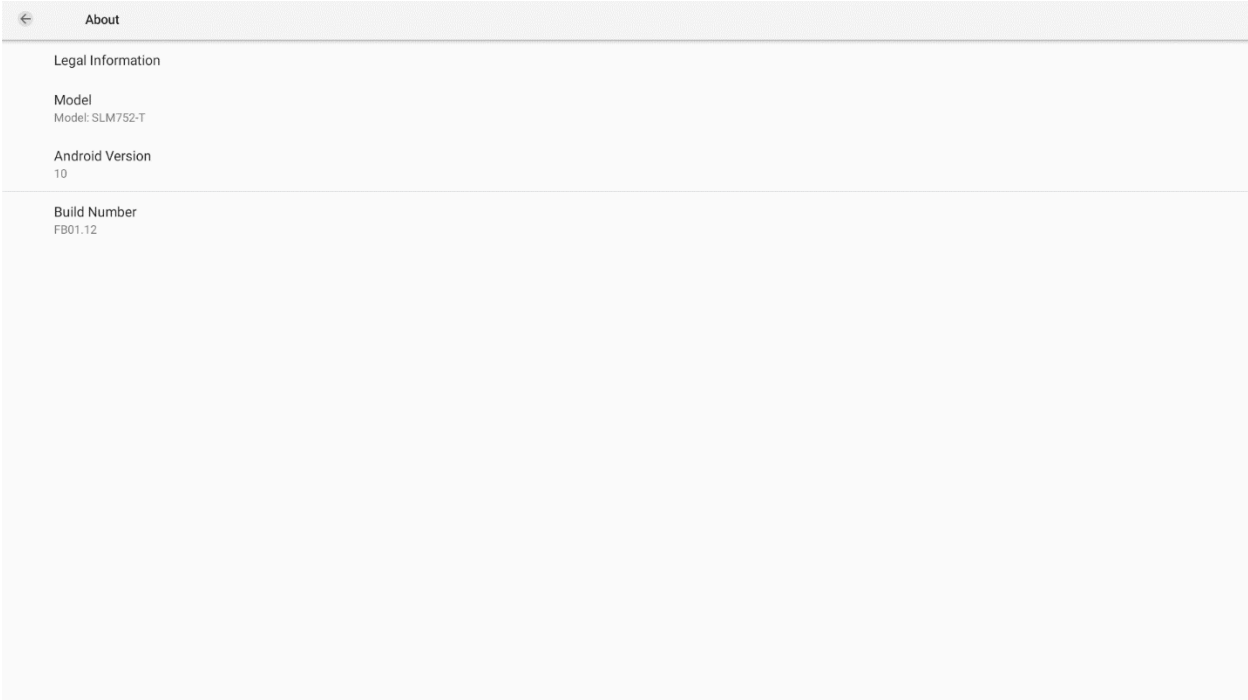 About
Legal Information
Model
Model: SLM752-T
Android Version
10
Build Number
FB01.12